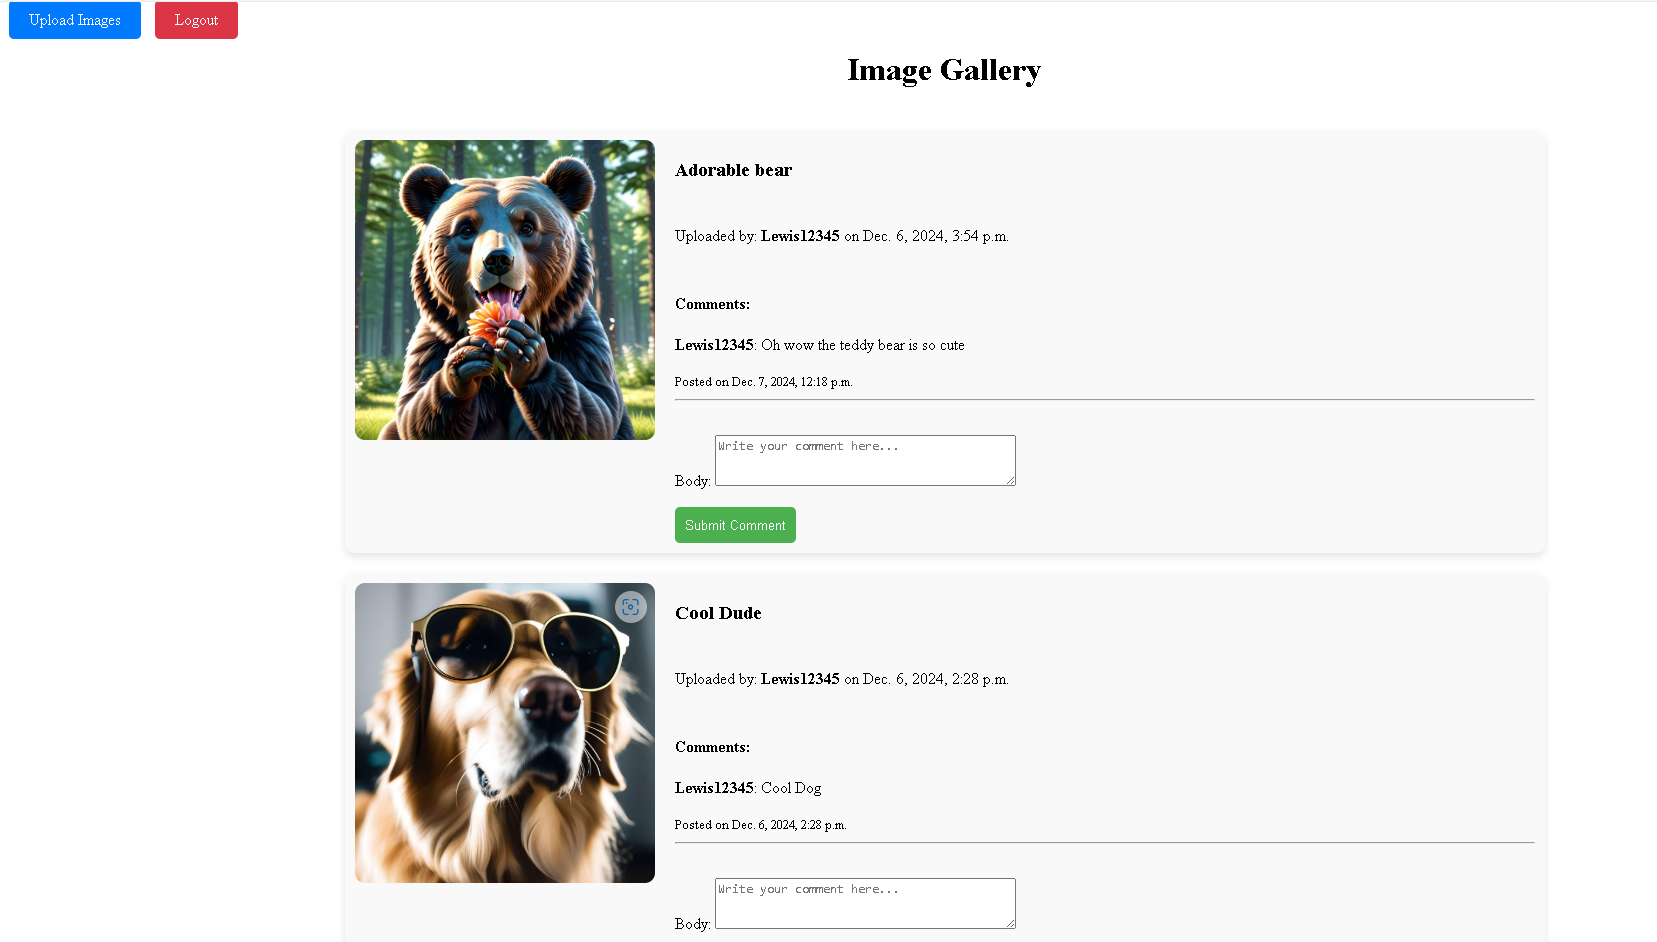 Upload Images
Logout
Image Gallery
Adorable bear
Uploaded by: Lewis12345 on Dec. 6, 2024, 3:54 p.m.
Comments:
Lewis12345: Oh wow the teddy bear is so cute
Posted on Dec. 7, 2024, 12:18 p.m.
Write your comment here...
Body:
Submit Comment
Cool Dude
Uploaded by: Lewis12345 on Dec. 6, 2024, 2:28 p.m.
Comments:
Lewis12345: Cool Dog
Posted on Dec. 6, 2024, 2:28 p.m.
Write your comment here...
Body: